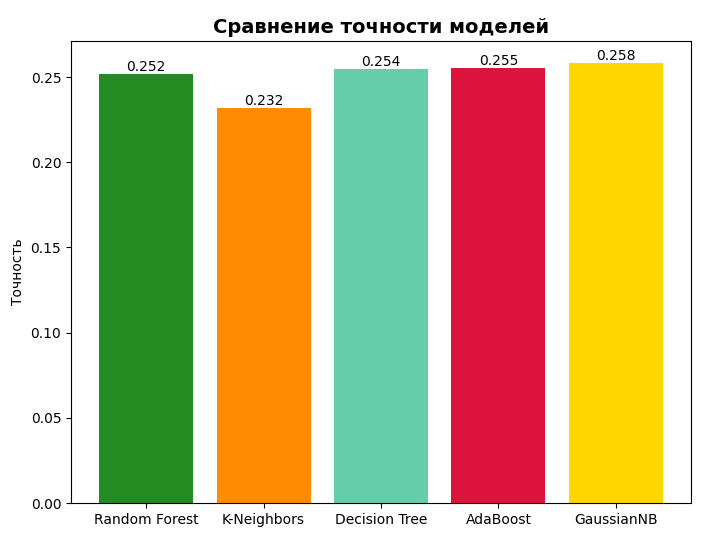 Сравнение точности моделей
0.252
0.232
0.254
0.255
0.258
0.25
0.20
0.15
0.10
0.05
0.00
Точность
Random Forest
K-Neighbors
Decision Tree
AdaBoost
GaussianNB